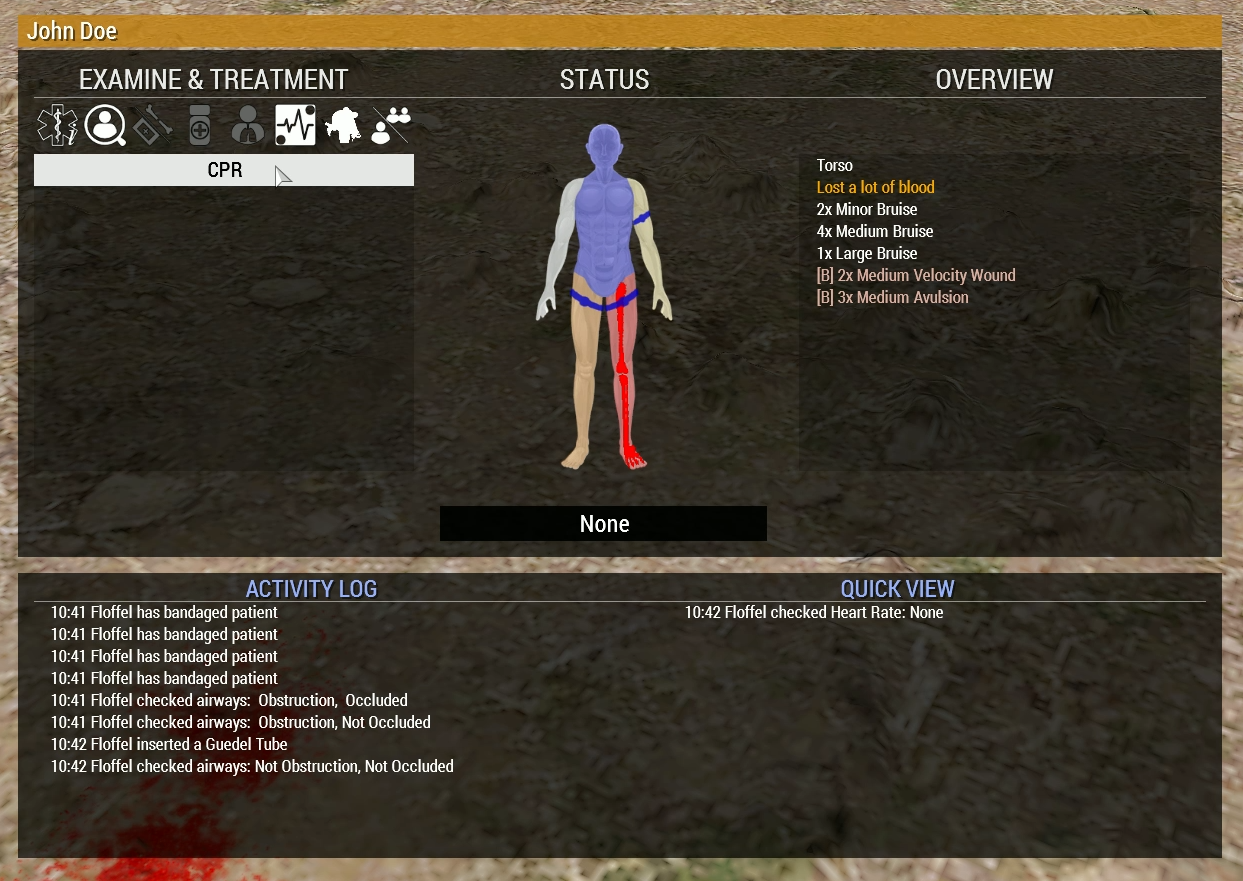 John Doe
EXAMINE & TREATMENT
STATUS
OVERVIEW
CPR
Torso
Lost a lot of blood
2x Minor Bruise
4x Medium Bruise
1x Large Bruise
[B] 2x Medium Velocity Wound
[B] 3x Medium Avulsion
None
ACTIVITY LOG
10:41 Floffel has bandaged patient
10:41 Floffel has bandaged patient
10:41 Floffel has bandaged patient
10:41 Floffel has bandaged patient
10:41 Floffel checked airways:  Obstruction,  Occluded
10:41 Floffel checked airways:  Obstruction, Not Occluded
10:42 Floffel inserted a Guedel Tube
10:42 Floffel checked airways: Not Obstruction, Not Occluded
QUICK VIEW
10:42 Floffel checked Heart Rate: None